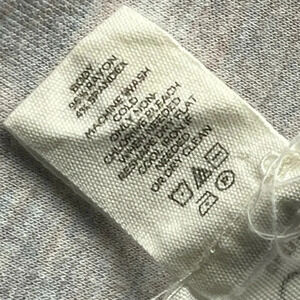 BODY
96% RAYON
4% SPANDEX
MACHINE WASH
COLD
ONLY NON-
CHLORINE BLEACH
WHEN NEEDED
RESHAPE DRY FLAT
COOL IRON IF
NEEDED
OR DRY CLEAN